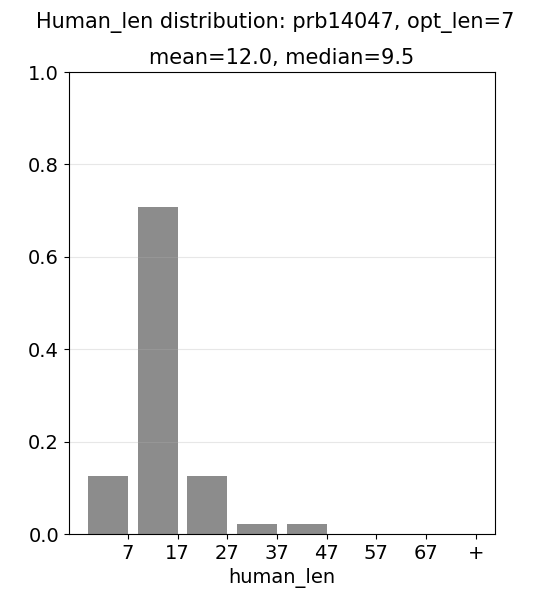 Human_len distribution: prb14047, opt_len=7
mean=12.0, median=9.5
1.0
0.8
0.6
0.4
0.2
0.0
7 17 27 37 47 57 67 +
human_len